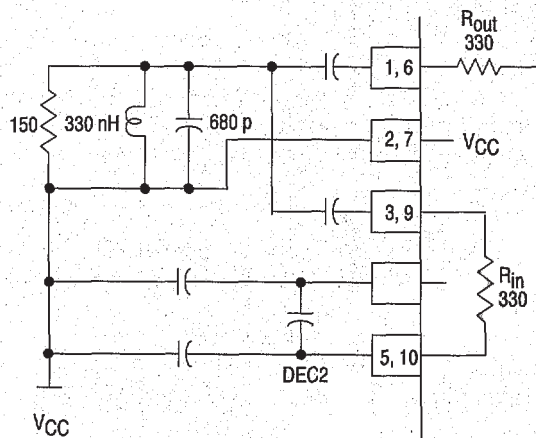 Rout
330
1, 6
150
330 nH
680 p
2, 7
VCC
3, 9
Rin
330
5, 10
DEC2
VCC